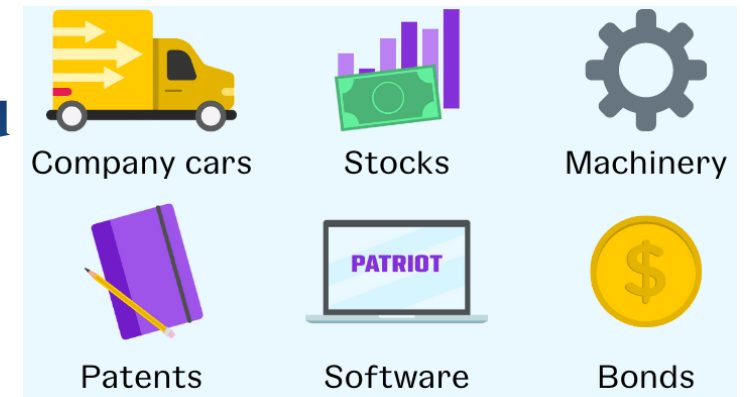 Company cars
Stocks
Machinery
PATRIOT
$
Patents
Software
Bonds